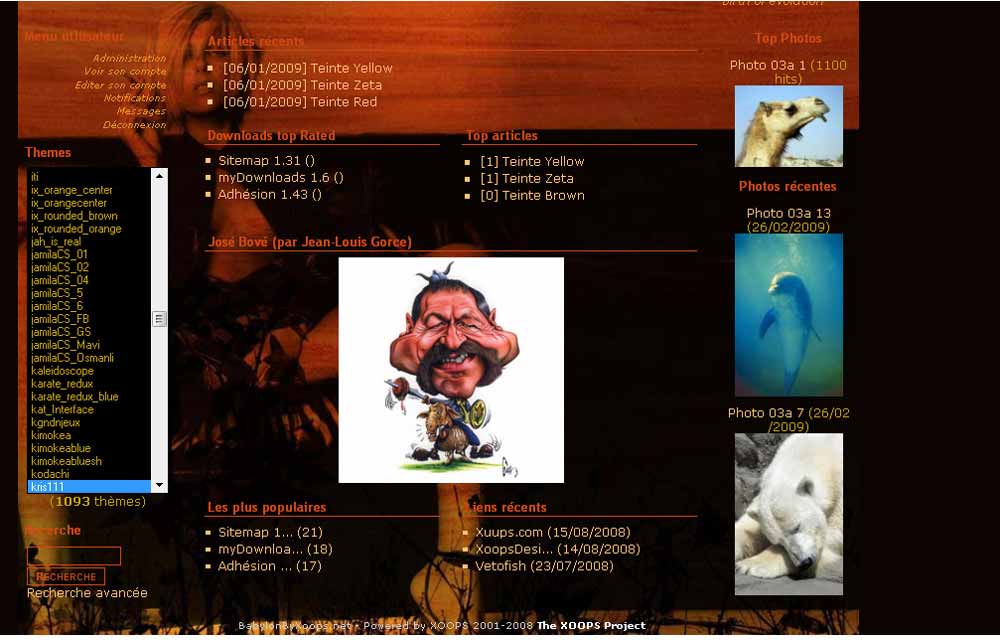 Menu utilisateur
Administration
Voir son compte
Editer son compte
Notifications
Messages
Déconnexion
Themes
iti
ix_orange_center
ix_orangecenter
ix_rounded_brown
ix_rounded_orange
jah_is_real
jamilaCS_01
jamilaCS_02
jamilaCS_04
jamilaCS_5
jamilaCS_6
jamilaCS_FB
jamilaCS_GS
jamilaCS_Mavi
jamilaCS_Osmanli
kaleidoscope
karate_redux
karate_redux_blue
kat_Interface
kgndnjeux
kimokea
kimokeablue
kimokeabluesh
kodachi
kris111
(1093 thèmes)
Recherche
RECHERCHE
Recherche avancée
Articles récents
[06/01/2009] Teinte Yellow
[06/01/2009] Teinte Zeta
[06/01/2009] Teinte Red
Downloads top Rated
Sitemap 1.31 ()
myDownloads 1.6 ()
Adhésion 1.43 ()
Top articles
[1] Teinte Yellow
[1] Teinte Zeta
[0] Teinte Brown
José Bové (par Jean-Louis Gorce)
Les plus populaires
Sitemap 1... (21)
myDownloa... (18)
Adhésion ... (17)
Liens récents
Xuups.com (15/08/2008)
XoopsDesi... (14/08/2008)
Vetofish (23/07/2008)
Top Photos
Photo 03a 1 (1100
hits)
Photos récentes
Photo 03a 13
(26/02/2009)
Photo 03a 7 (26/02
/2009)
BabylonByXoops.net - Powered by XOOPS 2001-2008 The XOOPS Project